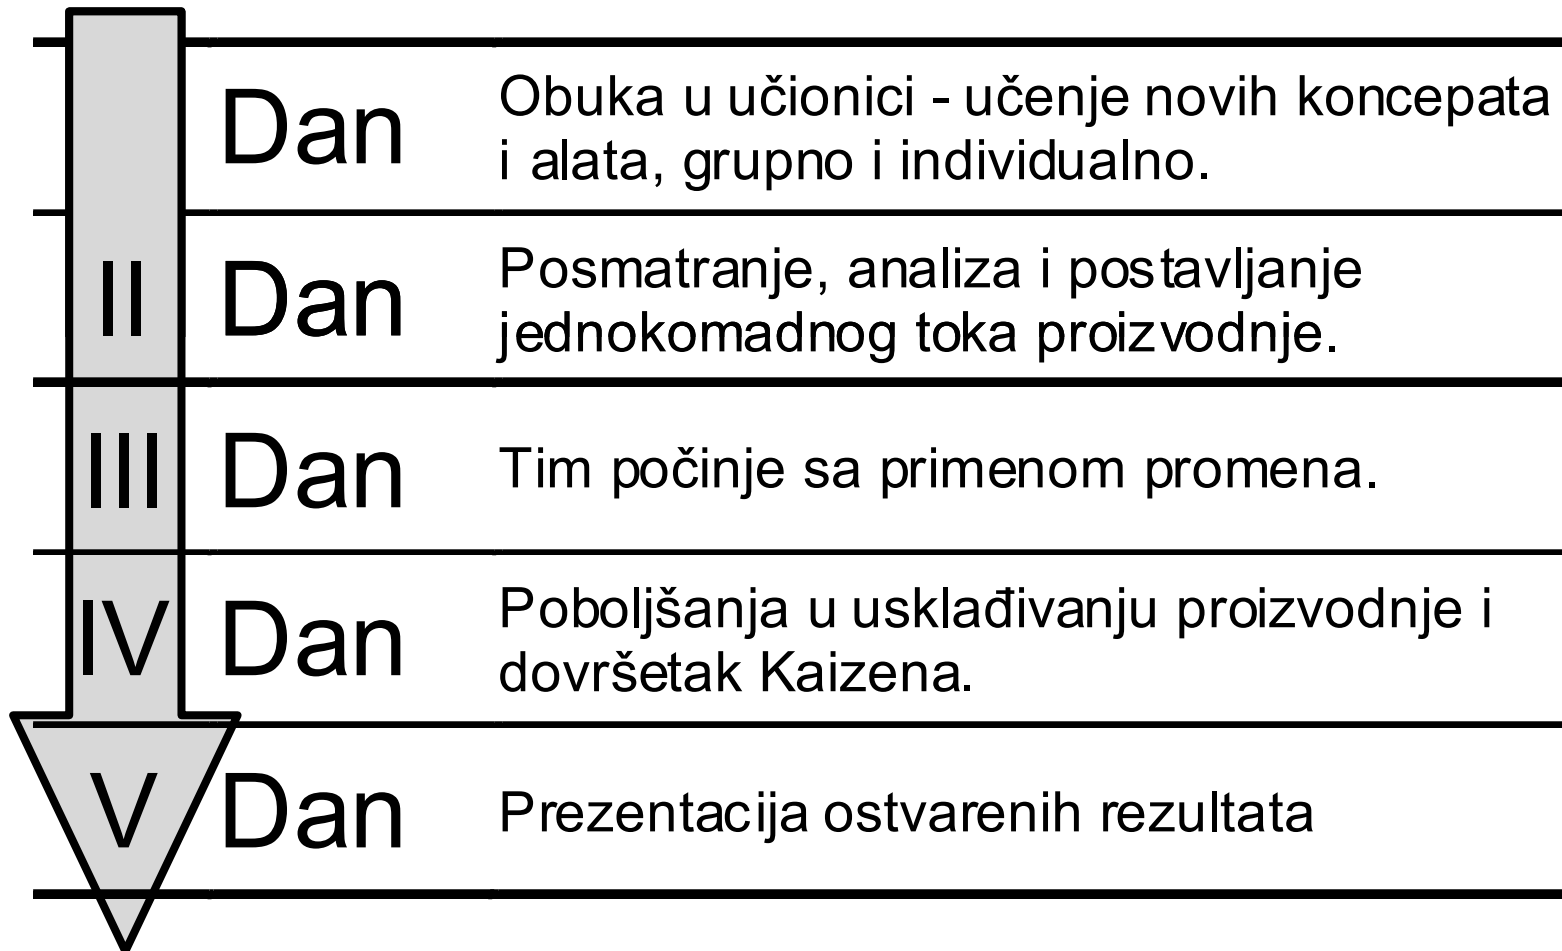 Dan
Obuka u učionici - učenje novih koncepata
i alata, grupno i individualno.
II Dan
Posmatranje, analiza i postavljanje
jednokomadnog toka proizvodnje.
III Dan
Tim počinje sa primenom promena.
IV Dan
Poboljšanja u usklađivanju proizvodnje i
dovršetak Kaizena.
V Dan
Prezentacija ostvarenih rezultata